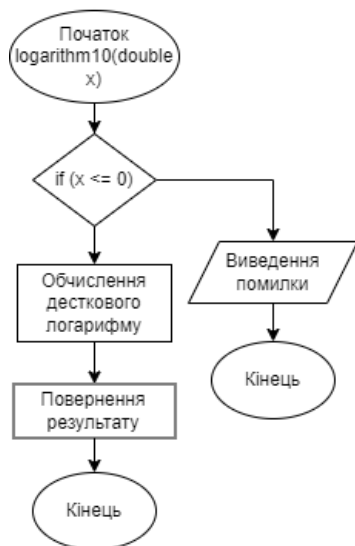 Початок
logarithm10(double
x)
if (x <= 0)
Обчислення
десткового
логарифму
Виведення
помилки
Повернення
результату
Кінець
Кінець